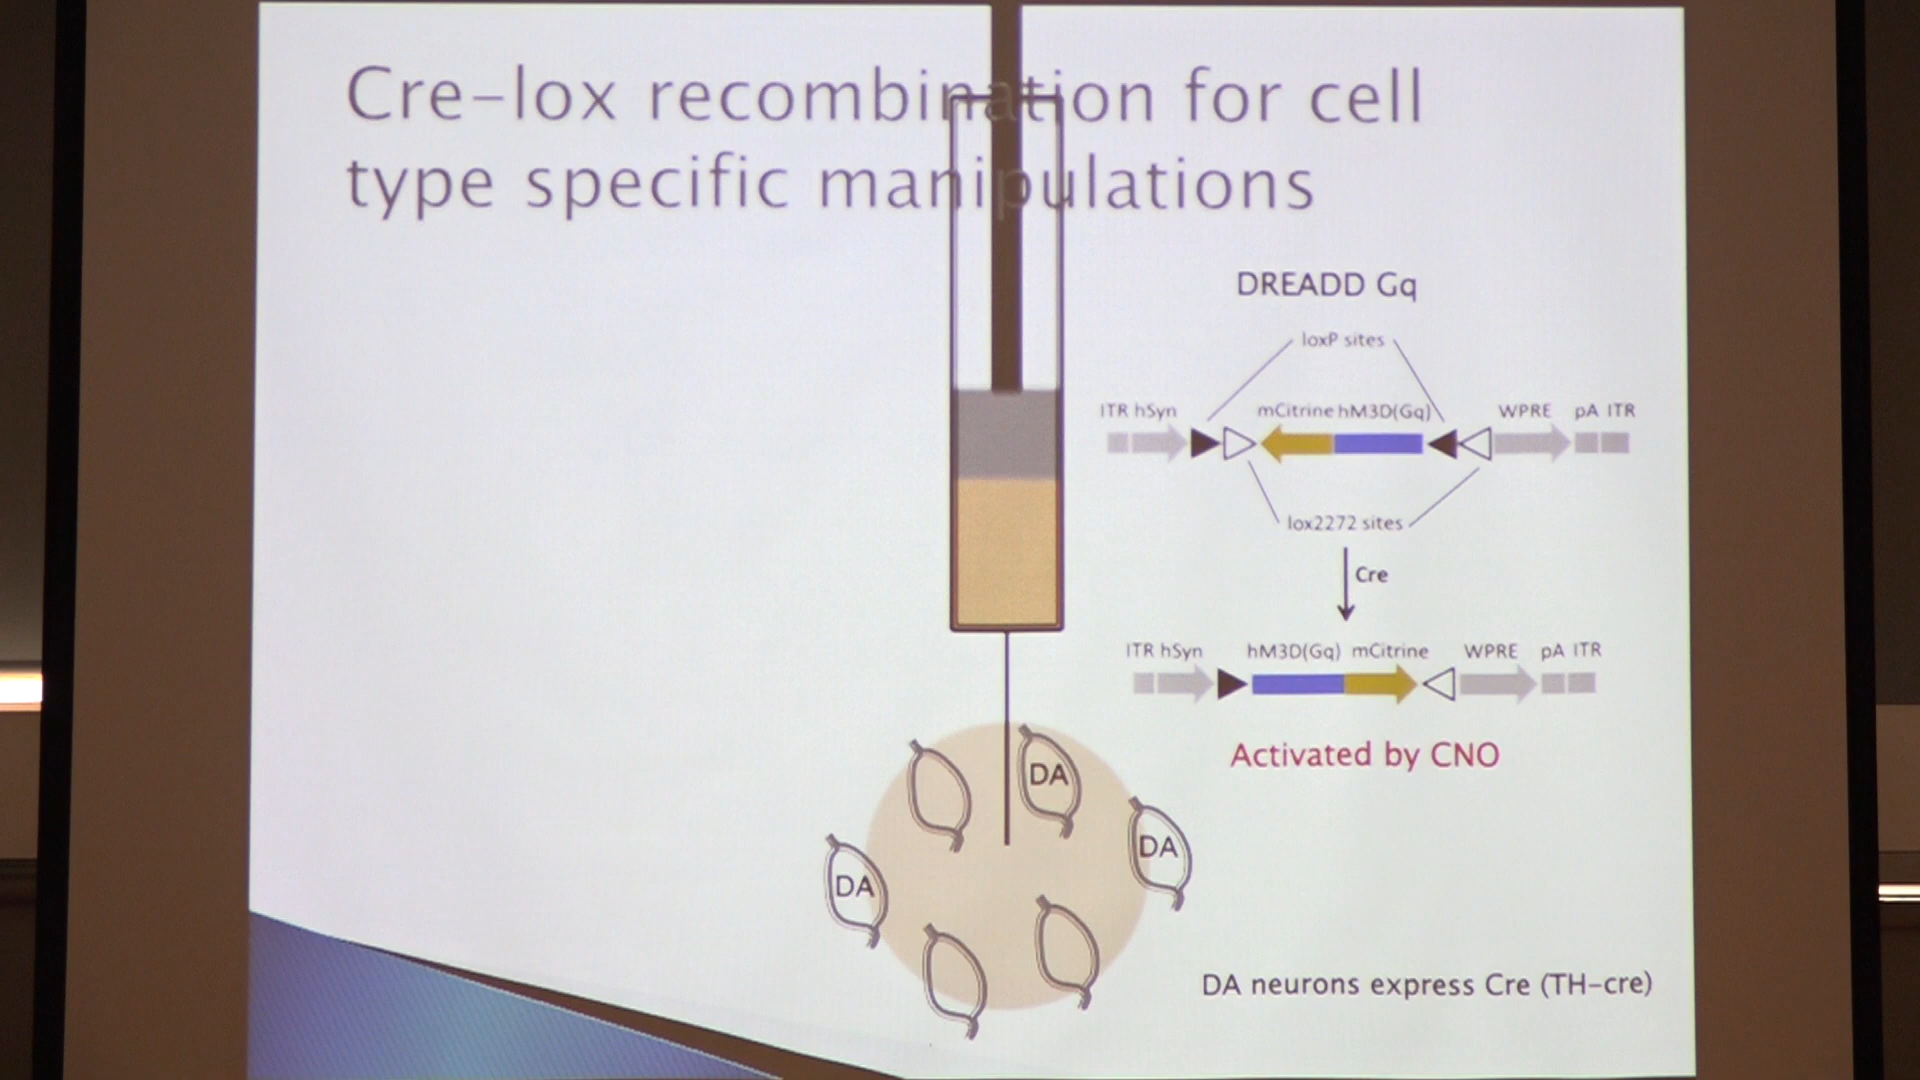 Cre-lox recombination for cell
type specific manipulations
DREADD Gq
loxP sites
ITR hSyn mCitrine hM3D(Gq) WPRE pA ITR
lox2272 sites
Cre
ITR hSyn hM3D(Gq) mCitrine WPRE pA ITR
Activated by CNO
DA
DA
DA
DA neurons express Cre (TH-cre)